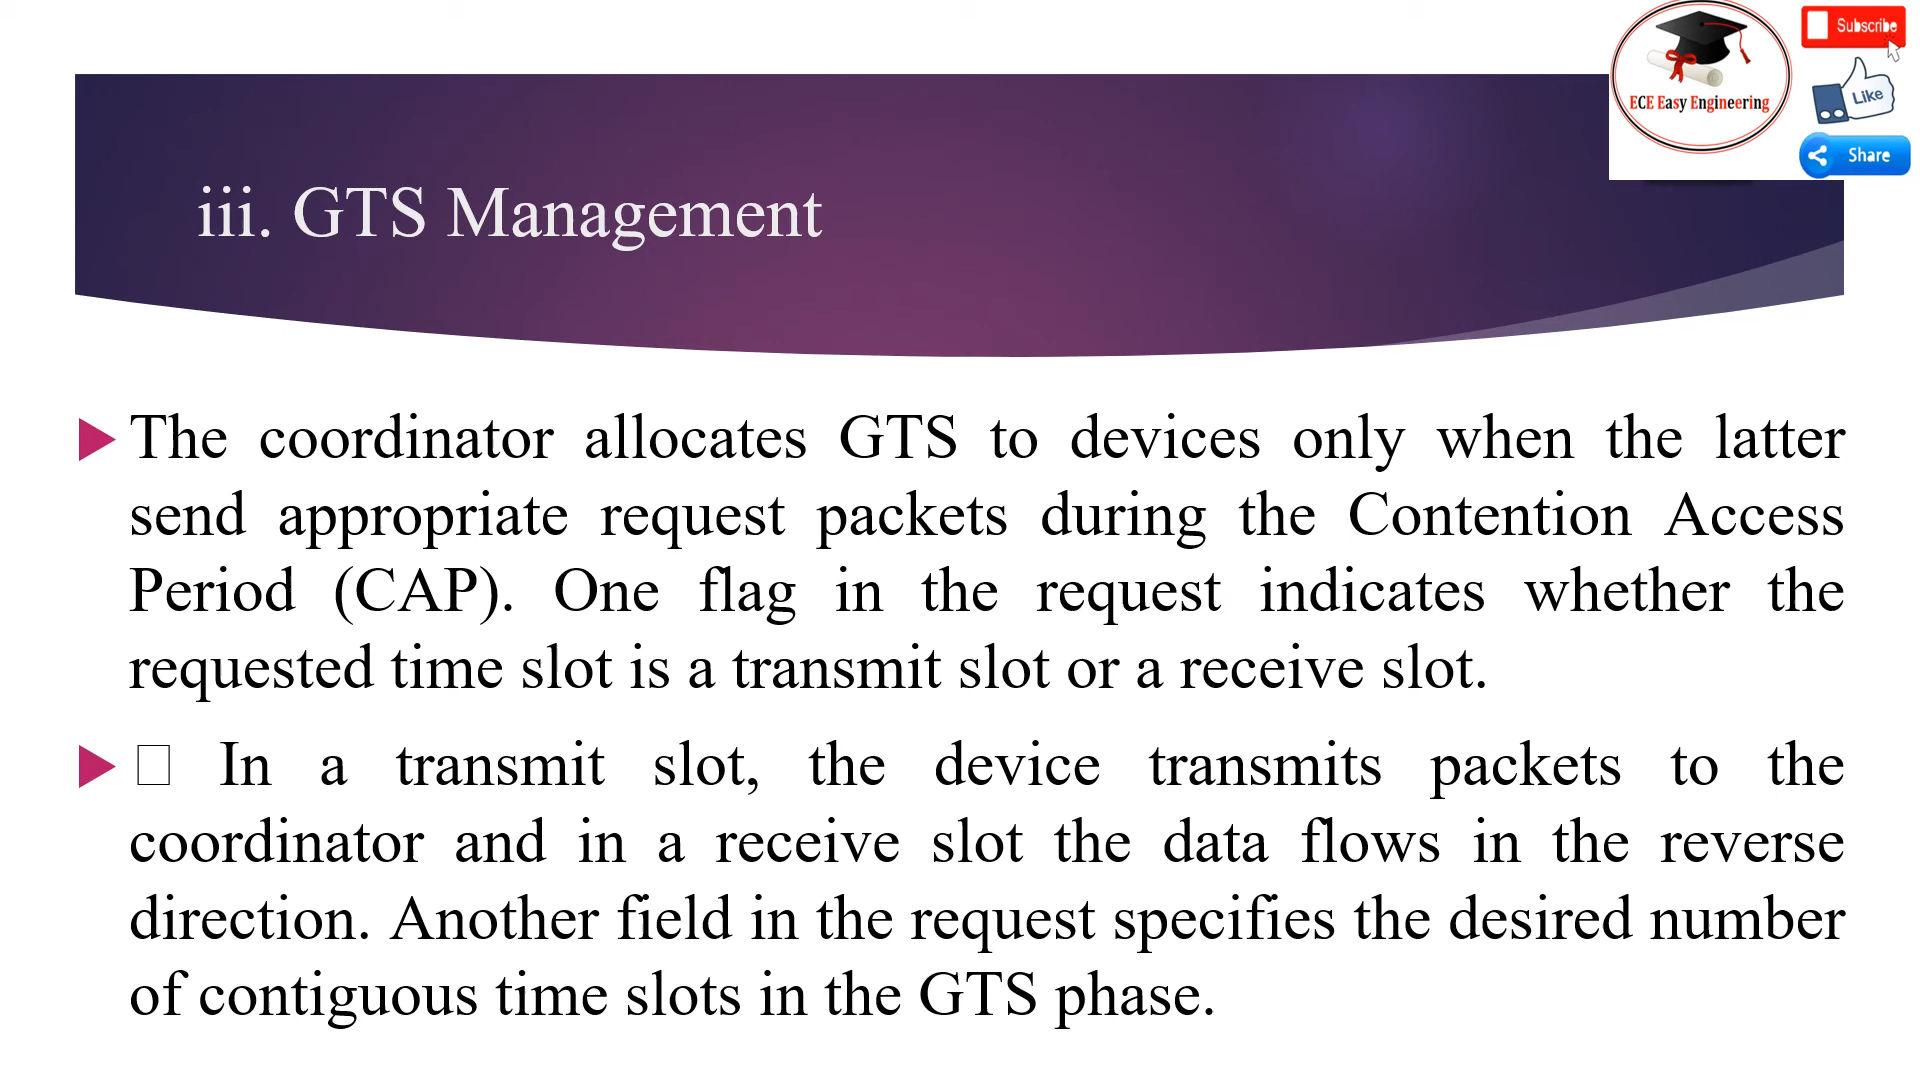 Subscribe
Like
ECE Easy Engineering
Share
iii. GTS Management
The coordinator allocates GTS to devices only when the latter
send appropriate request packets during the Contention Access
Period (CAP). One flag in the request indicates whether the
requested time slot is a transmit slot or a receive slot.
In a transmit slot, the device transmits packets to the
coordinator and in a receive slot the data flows in the reverse
direction. Another field in the request specifies the desired number
of contiguous time slots in the GTS phase.